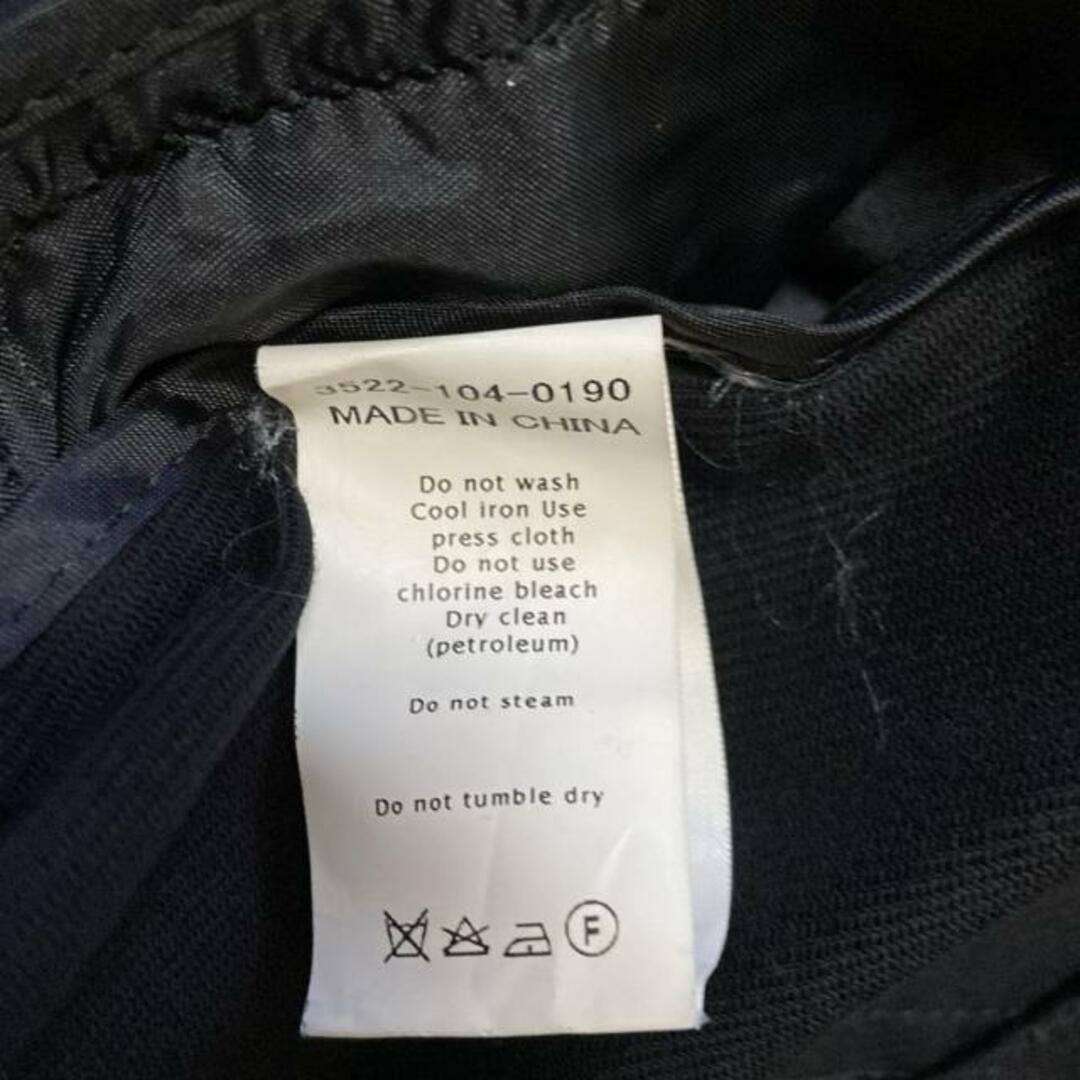 3522-104-0190
MADE IN CHINA
Do not wash
Cool iron Use
press cloth
Do not use
chlorine bleach
Dry clean
(petroleum)
Do not steam
Do not tumble dry
F